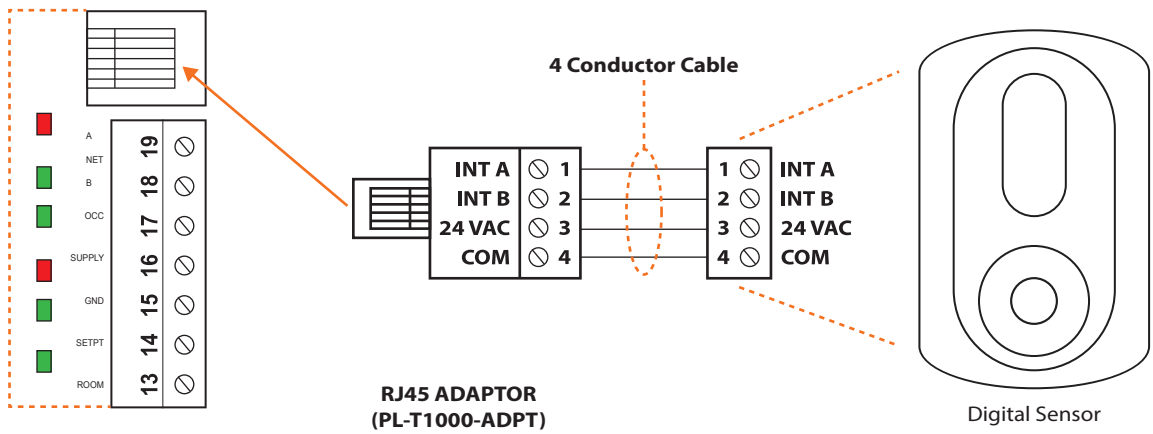 4 Conductor Cable
A
NET
B
OCC
SUPPLY
GND
SETPT
ROOM
19
18
17
16
15
14
13
INT A 1
INT B 2
24 VAC 3
COM 4
1 INT A
2 INT B
3 24 VAC
4 COM
RJ45 ADAPTOR
(PL-T1000-ADPT)
Digital Sensor